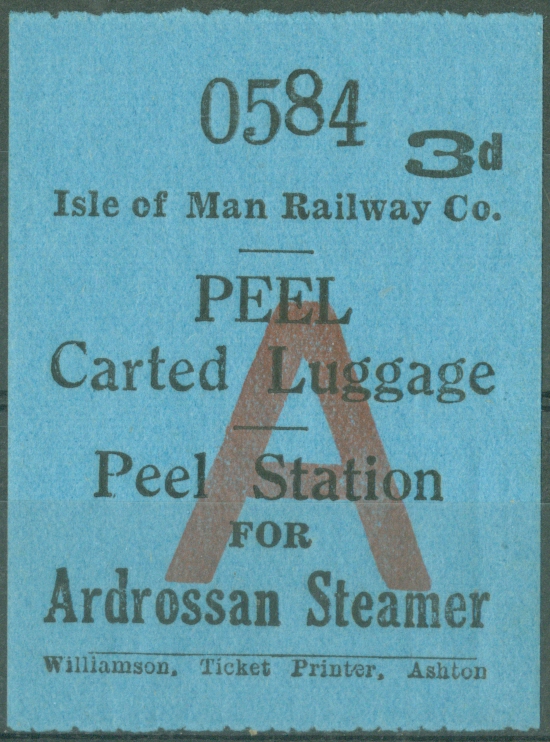 0584
3d
Isle of Man Railway Co.
PEEL
Carted Luggage
A
Peel Station
FOR
Ardrossan Steamer
Williamson, Ticket Printer, Ashton